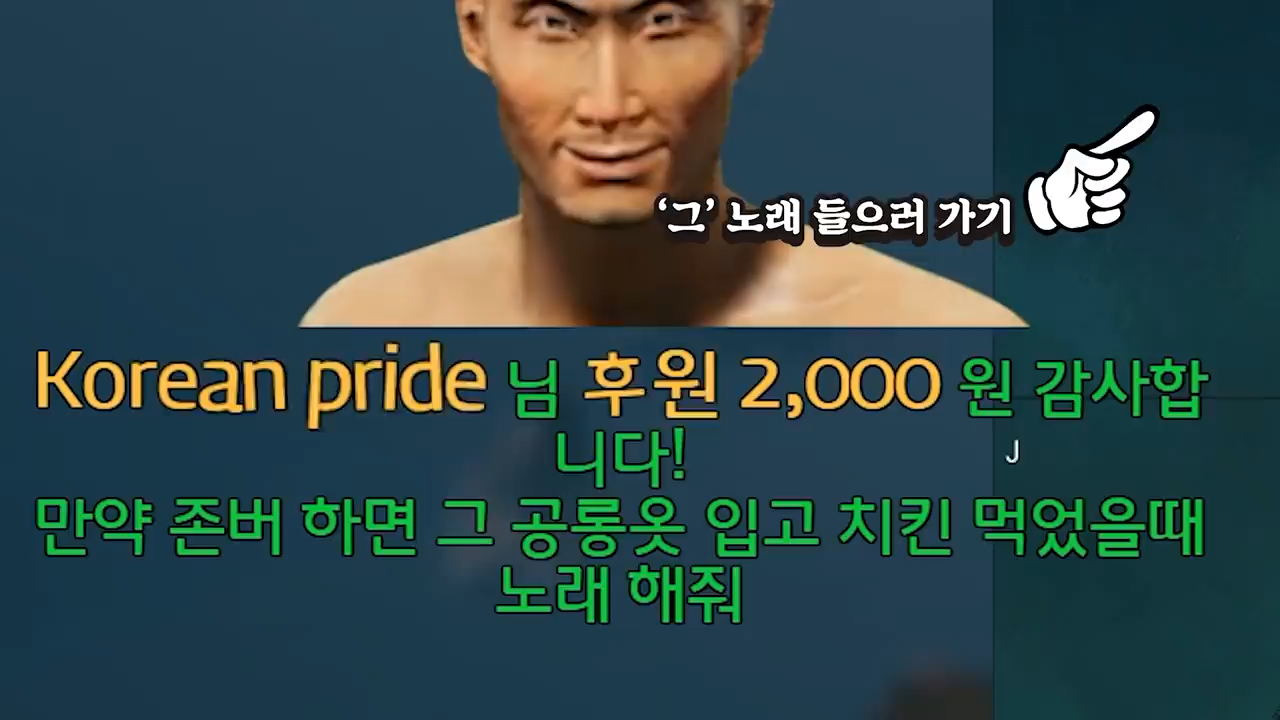 ‘그’ 노래 들으러 가기
Korean pride 님 후원 2,000 원 감사합
니다!
J
만약 존버 하면 그 공룡옷 입고 치킨 먹었을때
노래 해줘